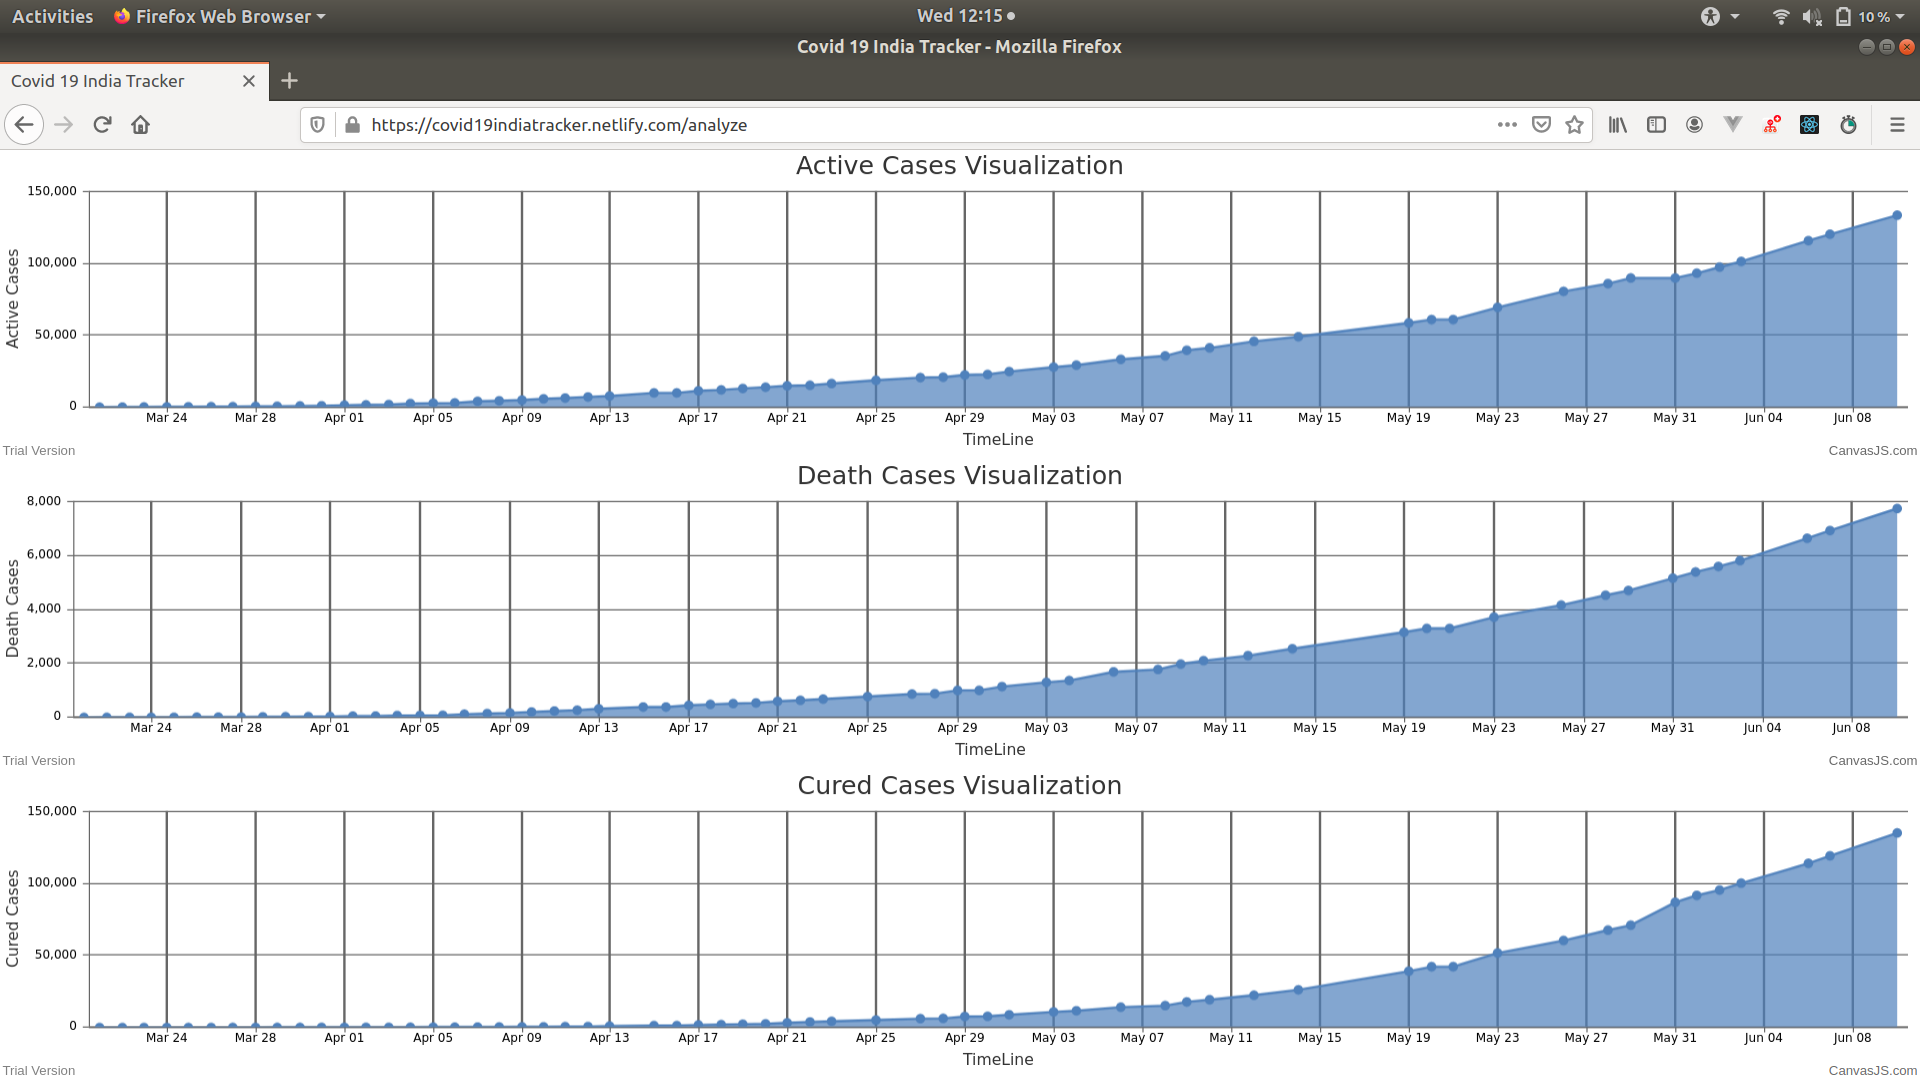 Activities Firefox Web Browser Wed 12:15 10 %
Covid 19 India Tracker - Mozilla Firefox
Covid 19 India Tracker
https://covid19indiatracker.netlify.com/analyze
Active Cases Visualization
150,000
100,000
50,000
0
Active Cases
Mar 24 Mar 28 Apr 01 Apr 05 Apr 09 Apr 13 Apr 17 Apr 21 Apr 25 Apr 29 May 03 May 07 May 11 May 15 May 19 May 23 May 27 May 31 Jun 04 Jun 08
TimeLine
Trial Version CanvasJS.com
Death Cases Visualization
8,000
6,000
4,000
2,000
0
Death Cases
Mar 24 Mar 28 Apr 01 Apr 05 Apr 09 Apr 13 Apr 17 Apr 21 Apr 25 Apr 29 May 03 May 07 May 11 May 15 May 19 May 23 May 27 May 31 Jun 04 Jun 08
TimeLine
Trial Version CanvasJS.com
Cured Cases Visualization
150,000
100,000
50,000
0
Cured Cases
Mar 24 Mar 28 Apr 01 Apr 05 Apr 09 Apr 13 Apr 17 Apr 21 Apr 25 Apr 29 May 03 May 07 May 11 May 15 May 19 May 23 May 27 May 31 Jun 04 Jun 08
TimeLine
Trial Version CanvasJS.com